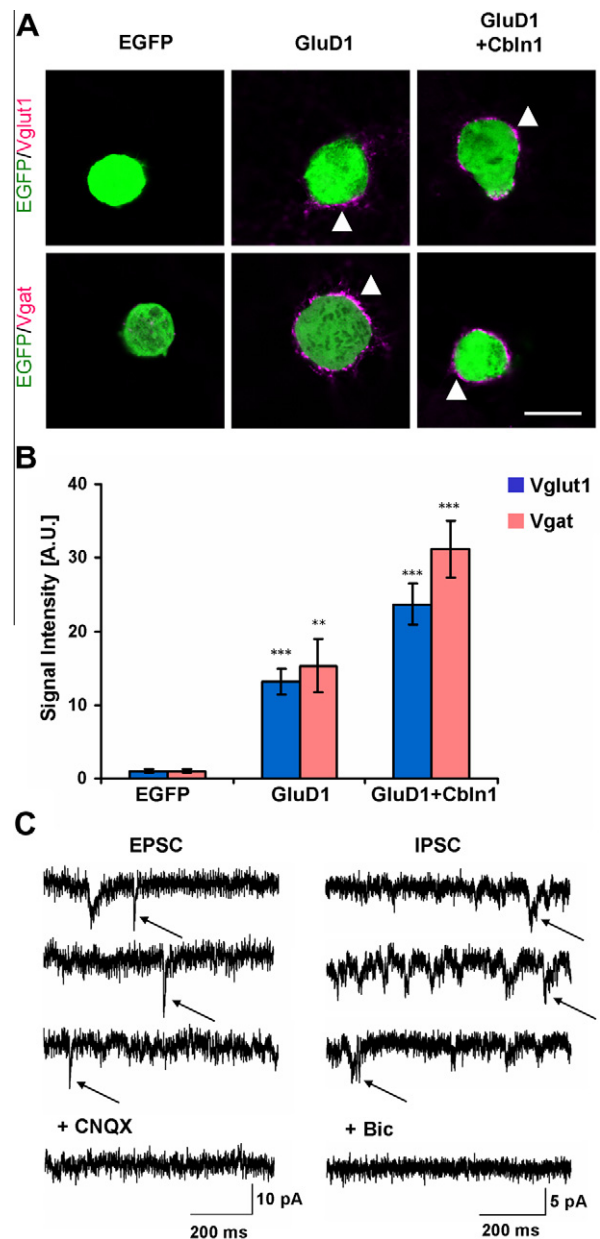 A
EGFP
GluD1
GluD1
+Cbln1
EGFP/Vglut1
EGFP/Vgat
B
Signal Intensity [A.U.]
40
30
20
10
0
Vglut1
Vgat
***
**
***
***
EGFP
GluD1
GluD1+Cbln1
C
EPSC
IPSC
+ CNQX
+ Bic
10 pA
200 ms
5 pA
200 ms